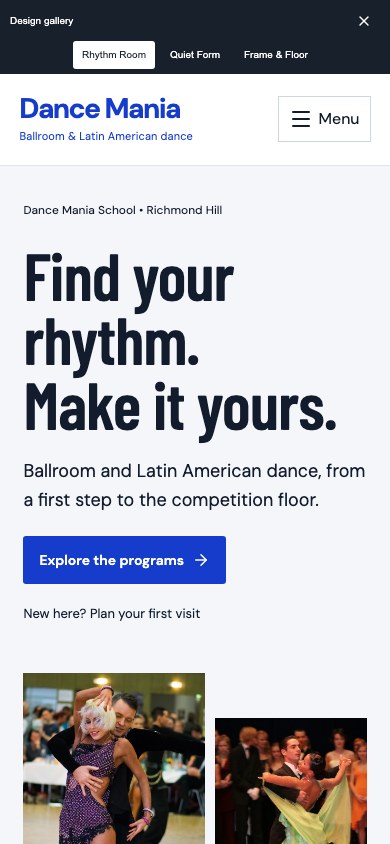 Design gallery
Rhythm Room
Quiet Form
Frame & Floor
Dance Mania
Ballroom & Latin American dance
Menu
Dance Mania School • Richmond Hill
Find your
rhythm.
Make it yours.
Ballroom and Latin American dance, from
a first step to the competition floor.
Explore the programs →
New here? Plan your first visit